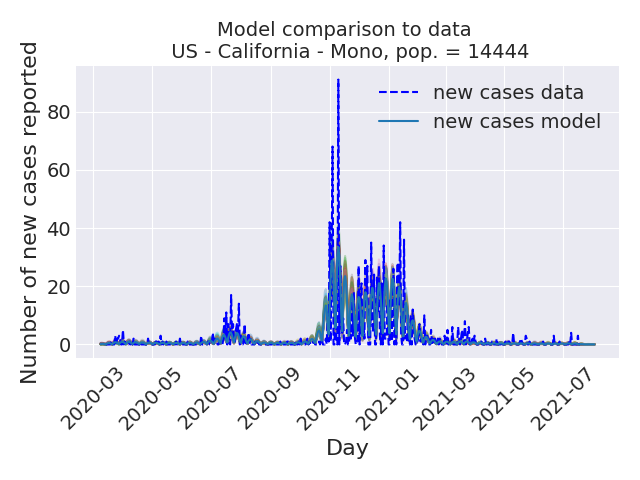 Model comparison to data
US - California - Mono, pop. = 14444
Number of new cases reported
80
60
40
20
0
new cases data
new cases model
2020-03
2020-05
2020-07
2020-09
2020-11
2021-01
2021-03
2021-05
2021-07
Day